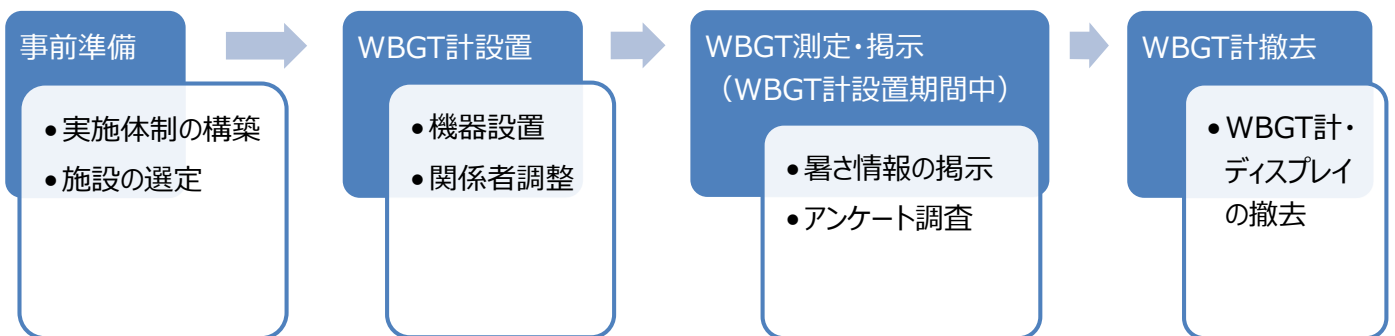 事前準備
•実施体制の構築
•施設の選定
WBGT計設置
•機器設置
•関係者調整
WBGT測定・掲示
（WBGT計設置期間中）
•暑さ情報の掲示
•アンケート調査
WBGT計撤去
•WBGT計・
ディスプレイ
の撤去